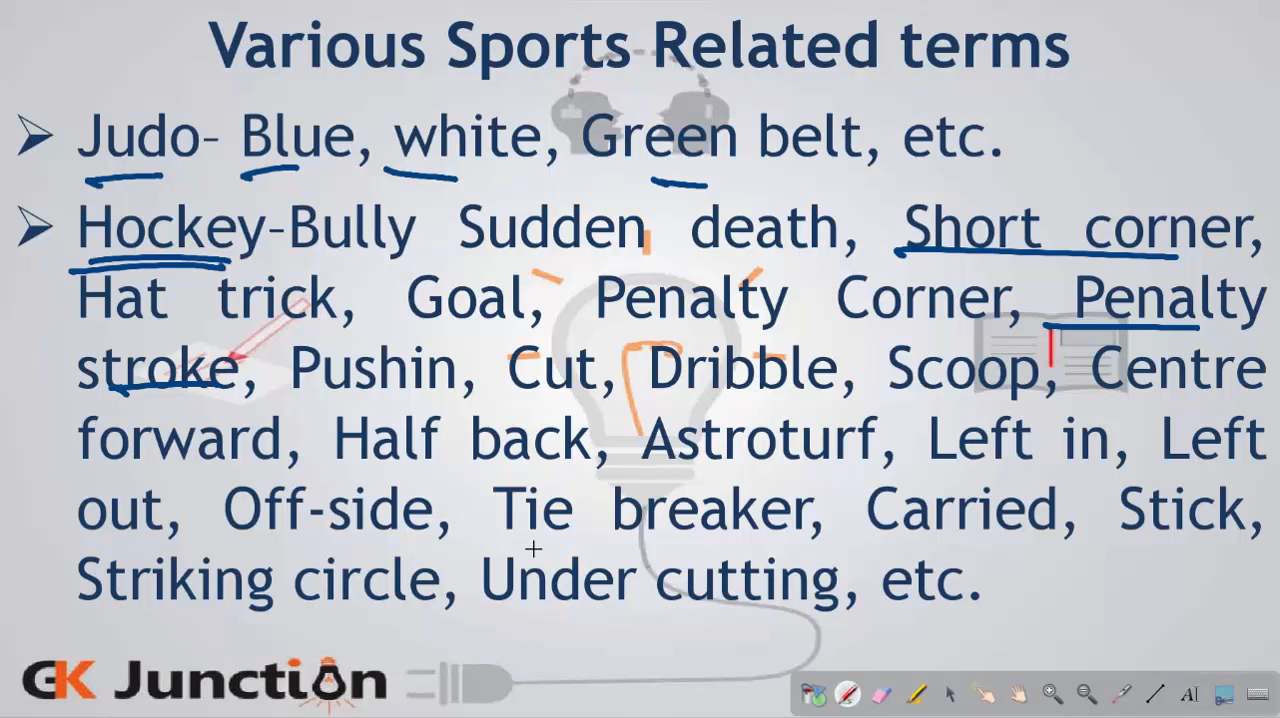 Various Sports Related terms
➢ Judo– Blue, white, Green belt, etc.
➢ Hockey–Bully Sudden death, Short corner,
Hat trick, Goal, Penalty Corner, Penalty
stroke, Pushin, Cut, Dribble, Scoop, Centre
forward, Half back, Astroturf, Left in, Left
out, Off-side, Tie breaker, Carried, Stick,
Striking circle, Under cutting, etc.
GK Junction